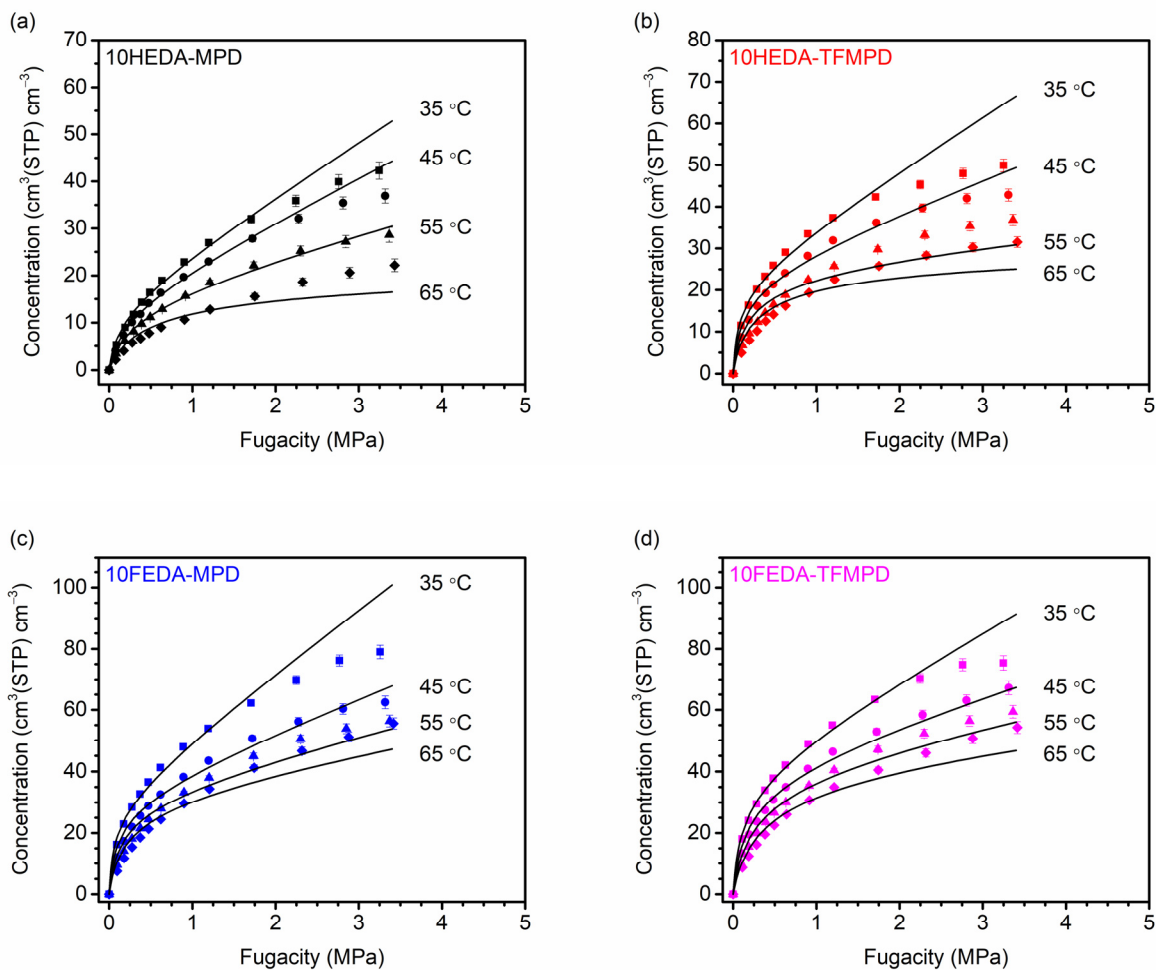 (a)
10HEDA-MPD
Concentration (cm³(STP) cm⁻³)
70
60
50
40
30
20
10
0
35 °C
45 °C
55 °C
65 °C
0 1 2 3 4 5
Fugacity (MPa)
(b)
10HEDA-TFMPD
Concentration (cm³(STP) cm⁻³)
80
70
60
50
40
30
20
10
0
35 °C
45 °C
55 °C
65 °C
0 1 2 3 4 5
Fugacity (MPa)
(c)
10FEDA-MPD
Concentration (cm³(STP) cm⁻³)
100
80
60
40
20
0
35 °C
45 °C
55 °C
65 °C
0 1 2 3 4 5
Fugacity (MPa)
(d)
10FEDA-TFMPD
Concentration (cm³(STP) cm⁻³)
100
80
60
40
20
0
35 °C
45 °C
55 °C
65 °C
0 1 2 3 4 5
Fugacity (MPa)